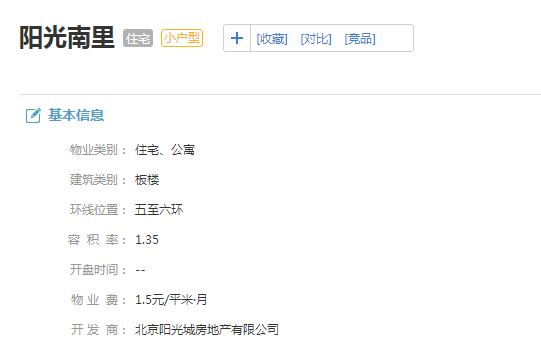 阳光南里 住宅 小户型 + [收藏] [对比] [竞品]
基本信息
物业类别： 住宅、公寓
建筑类别： 板楼
环线位置： 五至六环
容 积 率： 1.35
开盘时间： --
物 业 费： 1.5元/平米·月
开 发 商： 北京阳光城房地产有限公司